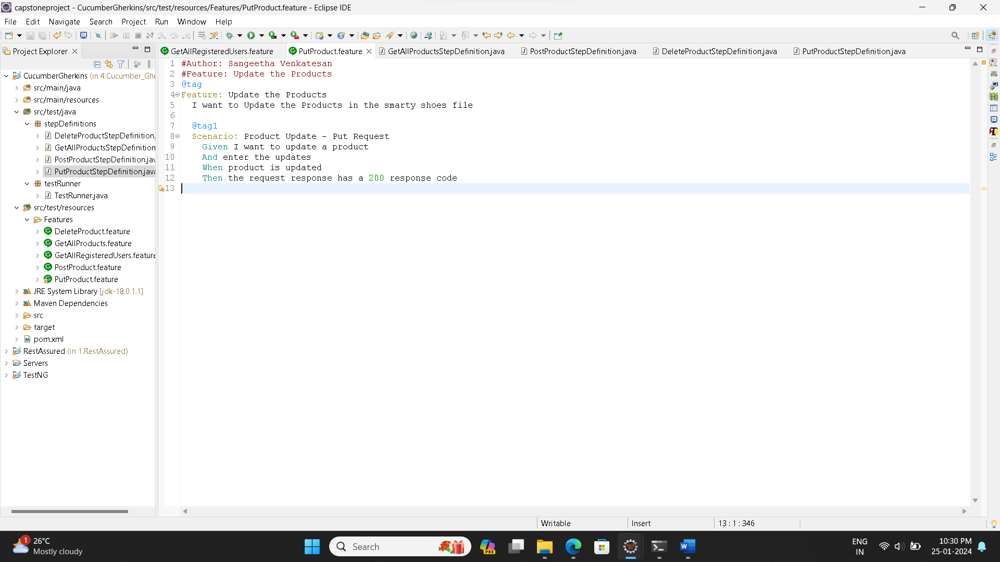 capstoneproject - CucumberGherkins/src/test/resources/Features/PutProduct.feature - Eclipse IDE
File Edit Navigate Search Project Run Window Help
Project Explorer
GetAllRegisteredUsers.feature PutProduct.feature GetAllProductsStepDefinition.java PostProductStepDefinition.java DeleteProductStepDefinition.java PutProductStepDefinition.java
CucumberGherkins (in 4.Cucumber_Ghe
src/main/java
src/main/resources
src/test/java
stepDefinitions
DeleteProductStepDefinition.
GetAllProductsStepDefinition
PostProductStepDefinition.jav
PutProductStepDefinition.java
testRunner
TestRunner.java
src/test/resources
Features
DeleteProduct.feature
GetAllProducts.feature
GetAllRegisteredUsers.feature
PostProduct.feature
PutProduct.feature
JRE System Library [jdk-18.0.1.1]
Maven Dependencies
src
target
pom.xml
RestAssured (in 1.RestAssured)
Servers
TestNG
1 #Author: Sangeetha Venkatesan
2 #Feature: Update the Products
3 @tag
4 Feature: Update the Products
5 I want to Update the Products in the smarty shoes file
6
7 @tag1
8 Scenario: Product Update - Put Request
9 Given I want to update a product
10 And enter the updates
11 When product is updated
12 Then the request response has a 200 response code
13
Writable Insert 13 : 1 : 346
1
26°C
Mostly cloudy
Search
PRE
ENG
IN
10:30 PM
25-01-2024